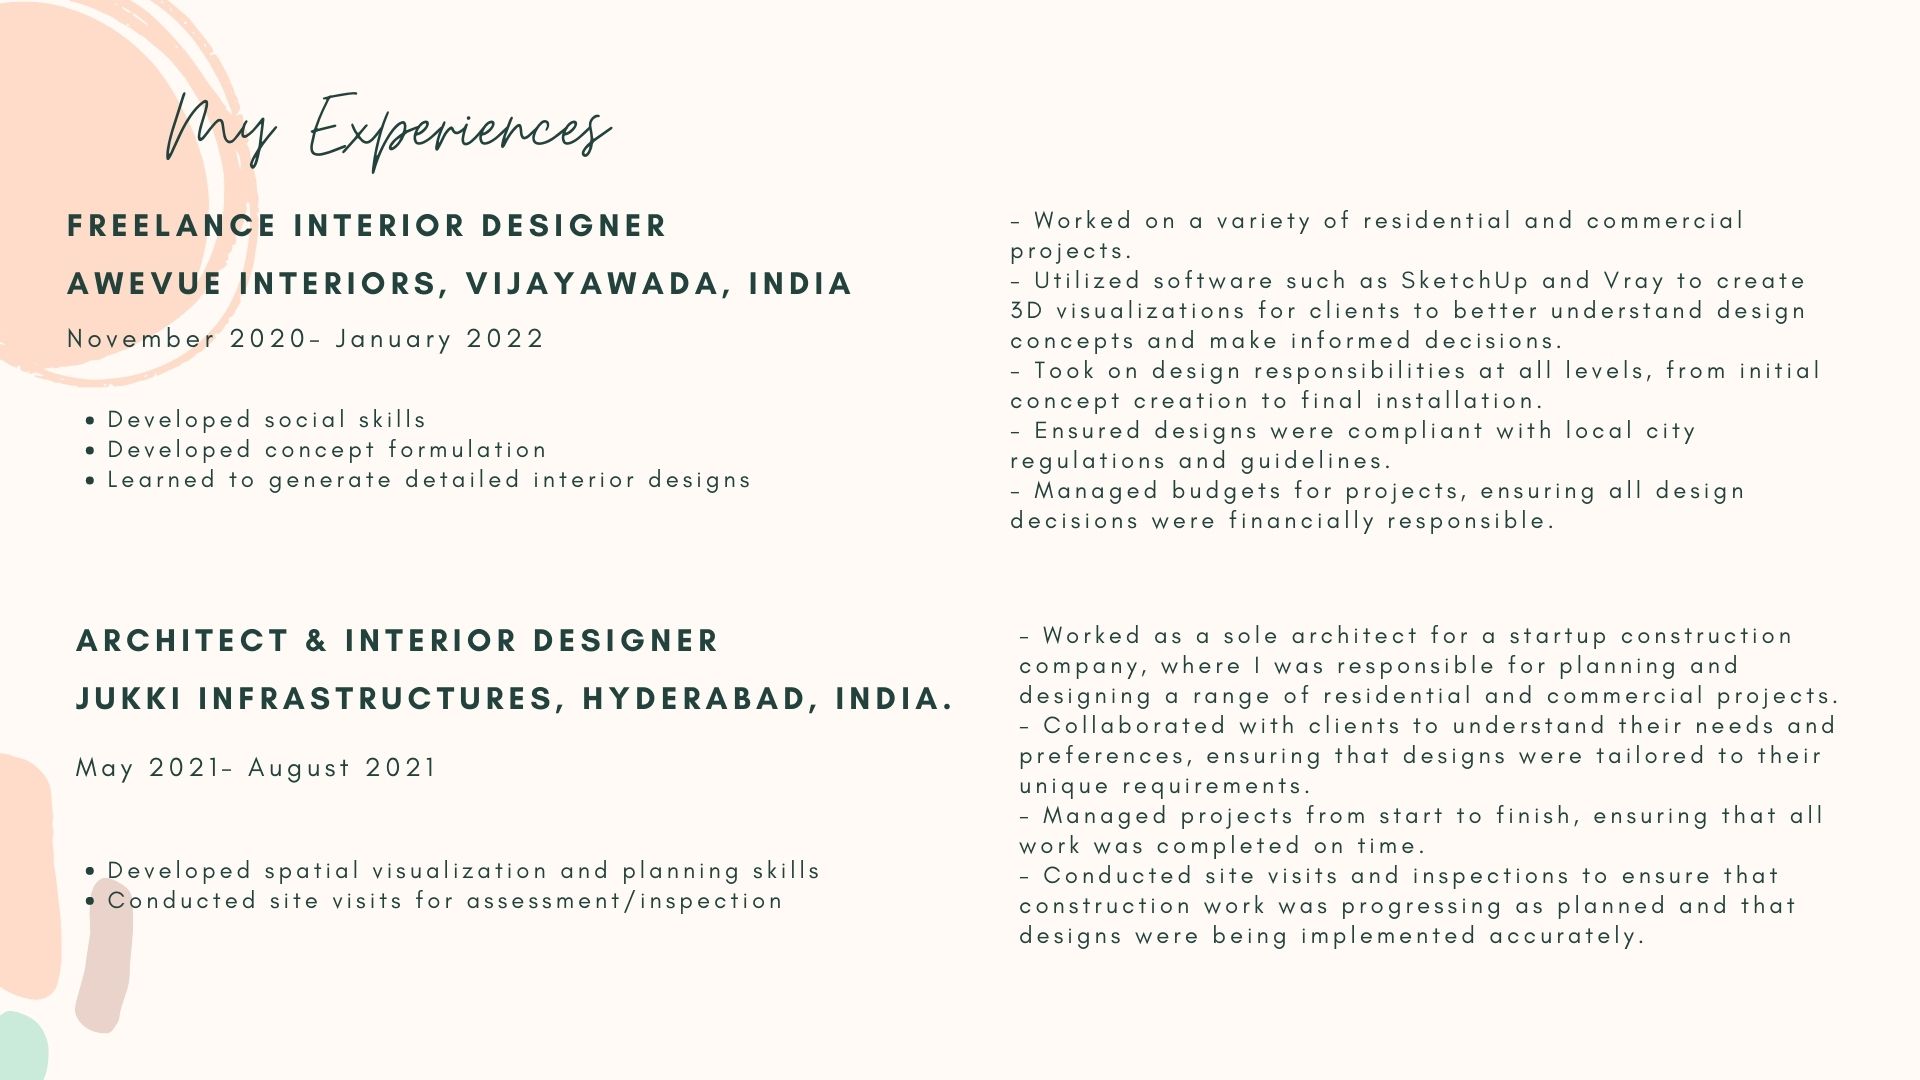 My Experiences
FREELANCE INTERIOR DESIGNER
AWEVUE INTERIORS, VIJAYAWADA, INDIA
November 2020- January 2022
• Developed social skills
• Developed concept formulation
• Learned to generate detailed interior designs
- Worked on a variety of residential and commercial
projects.
- Utilized software such as SketchUp and Vray to create
3D visualizations for clients to better understand design
concepts and make informed decisions.
- Took on design responsibilities at all levels, from initial
concept creation to final installation.
- Ensured designs were compliant with local city
regulations and guidelines.
- Managed budgets for projects, ensuring all design
decisions were financially responsible.
ARCHITECT & INTERIOR DESIGNER
JUKKI INFRASTRUCTURES, HYDERABAD, INDIA.
May 2021- August 2021
• Developed spatial visualization and planning skills
• Conducted site visits for assessment/inspection
- Worked as a sole architect for a startup construction
company, where I was responsible for planning and
designing a range of residential and commercial projects.
- Collaborated with clients to understand their needs and
preferences, ensuring that designs were tailored to their
unique requirements.
- Managed projects from start to finish, ensuring that all
work was completed on time.
- Conducted site visits and inspections to ensure that
construction work was progressing as planned and that
designs were being implemented accurately.